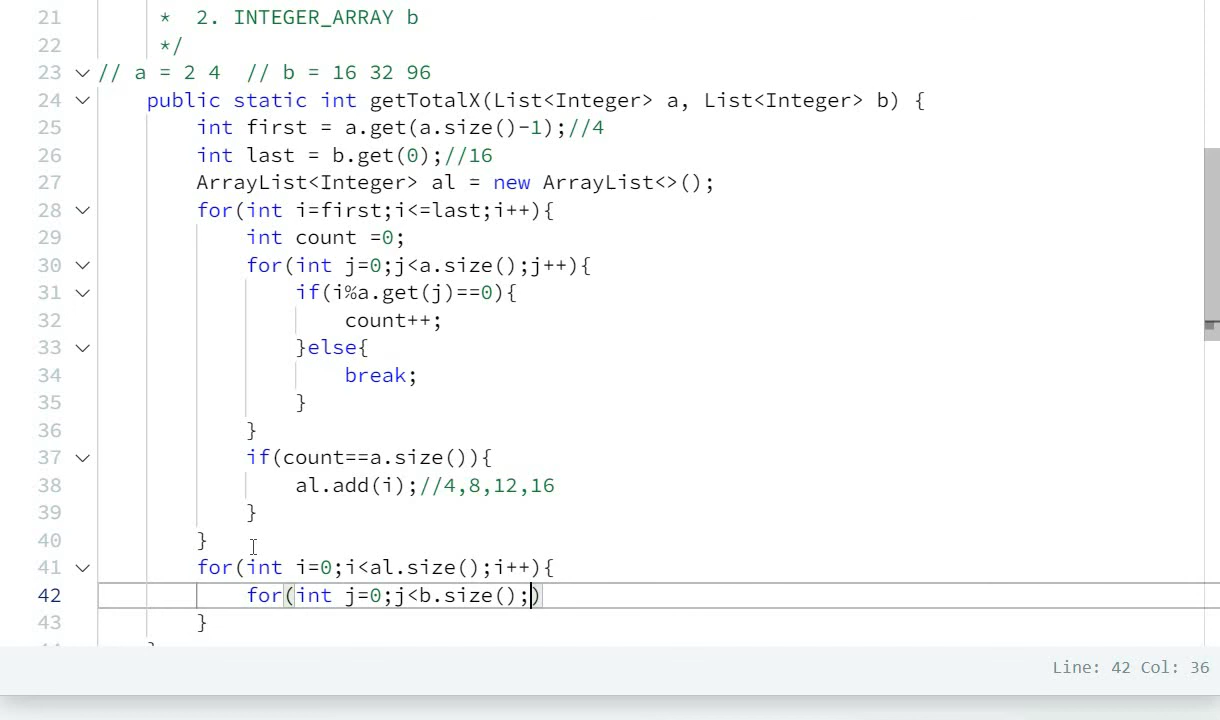 21 * 2. INTEGER_ARRAY b
22 */
23 // a = 2 4 // b = 16 32 96
24 public static int getTotalX(List<Integer> a, List<Integer> b) {
25 int first = a.get(a.size()-1);//4
26 int last = b.get(0);//16
27 ArrayList<Integer> al = new ArrayList<>();
28 for(int i=first;i<=last;i++){
29 int count =0;
30 for(int j=0;j<a.size();j++){
31 if(i%a.get(j)==0){
32 count++;
33 }else{
34 break;
35 }
36 }
37 if(count==a.size()){
38 al.add(i);//4,8,12,16
39 }
40 }
41 for(int i=0;i<al.size();i++){
42 for(int j=0;j<b.size();)
43 }
Line: 42 Col: 36